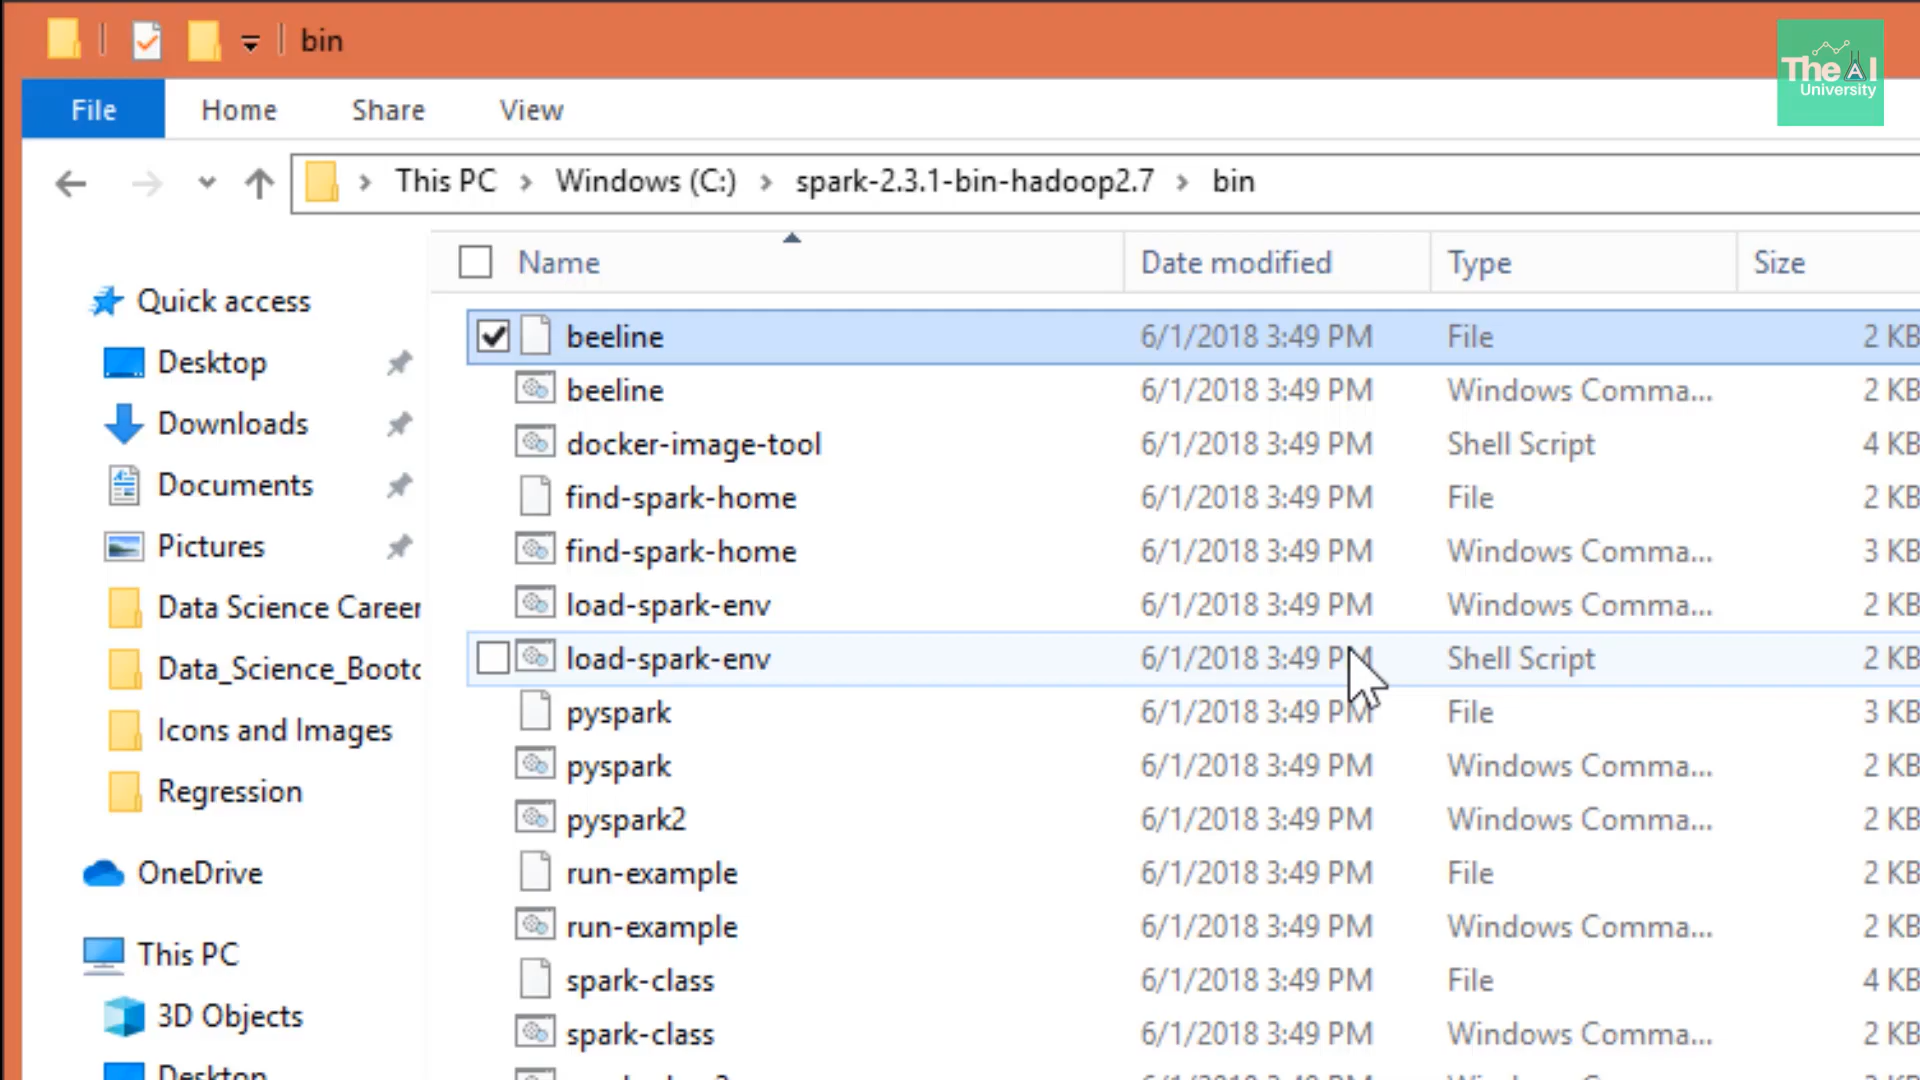 bin
The AI
University
File Home Share View
This PC Windows (C:) spark-2.3.1-bin-hadoop2.7 bin
Name Date modified Type Size
Quick access
Desktop
Downloads
Documents
Pictures
Data Science Career
Data_Science_Bootc
Icons and Images
Regression
OneDrive
This PC
3D Objects
Desktop
beeline 6/1/2018 3:49 PM File 2 KB
beeline 6/1/2018 3:49 PM Windows Comma... 2 KB
docker-image-tool 6/1/2018 3:49 PM Shell Script 4 KB
find-spark-home 6/1/2018 3:49 PM File 2 KB
find-spark-home 6/1/2018 3:49 PM Windows Comma... 3 KB
load-spark-env 6/1/2018 3:49 PM Windows Comma... 2 KB
load-spark-env 6/1/2018 3:49 PM Shell Script 2 KB
pyspark 6/1/2018 3:49 PM File 3 KB
pyspark 6/1/2018 3:49 PM Windows Comma... 2 KB
pyspark2 6/1/2018 3:49 PM Windows Comma... 2 KB
run-example 6/1/2018 3:49 PM File 2 KB
run-example 6/1/2018 3:49 PM Windows Comma... 2 KB
spark-class 6/1/2018 3:49 PM File 4 KB
spark-class 6/1/2018 3:49 PM Windows Comma... 2 KB